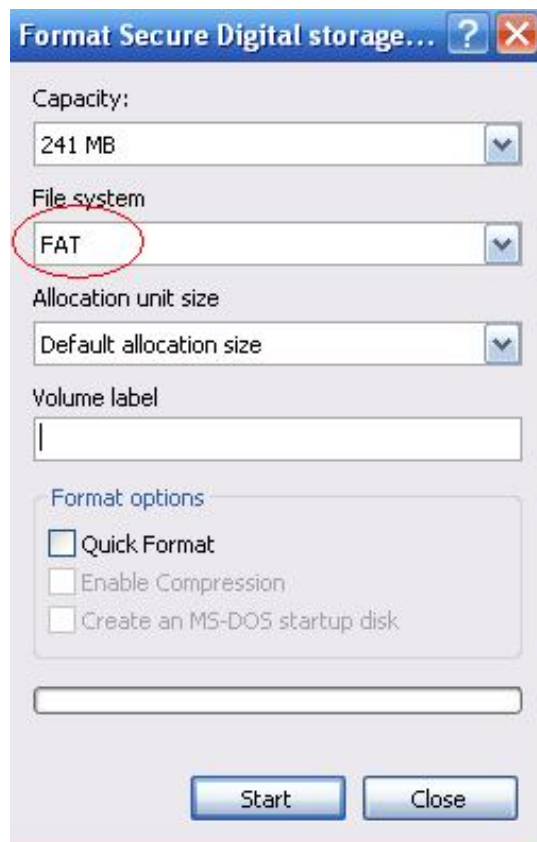 Format Secure Digital storage... ?
Capacity:
241 MB
File system
FAT
Allocation unit size
Default allocation size
Volume label
Format options
Quick Format
Enable Compression
Create an MS-DOS startup disk
Start Close